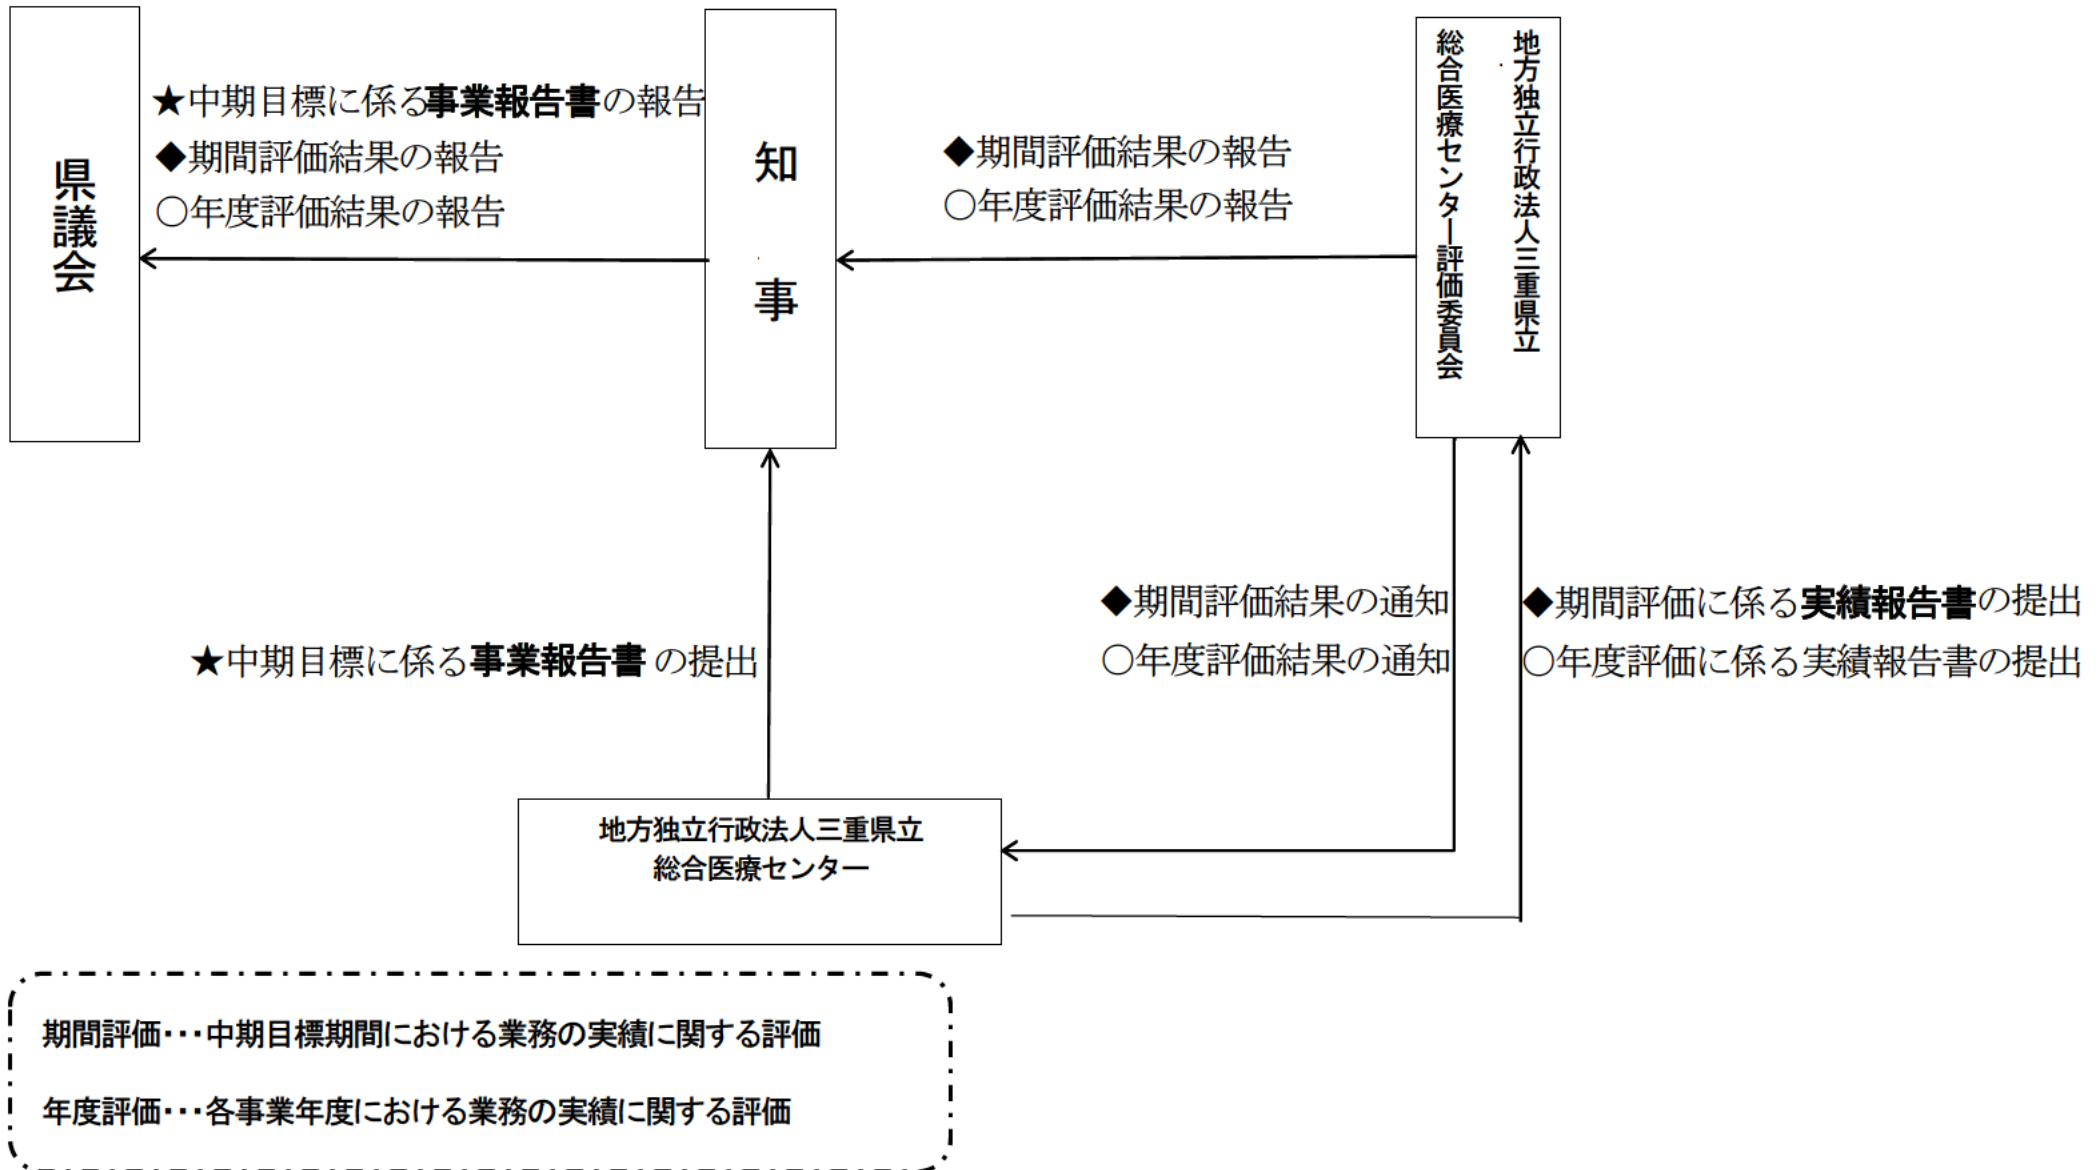 県議会
★中期目標に係る事業報告書の報告
◆期間評価結果の報告
〇年度評価結果の報告
知事
◆期間評価結果の報告
〇年度評価結果の報告
地方独立行政法人三重県立
総合医療センター評価委員会
★中期目標に係る事業報告書の提出
◆期間評価結果の通知
〇年度評価結果の通知
◆期間評価に係る実績報告書の提出
〇年度評価に係る実績報告書の提出
地方独立行政法人三重県立
総合医療センター
期間評価・・・中期目標期間における業務の実績に関する評価
年度評価・・・各事業年度における業務の実績に関する評価